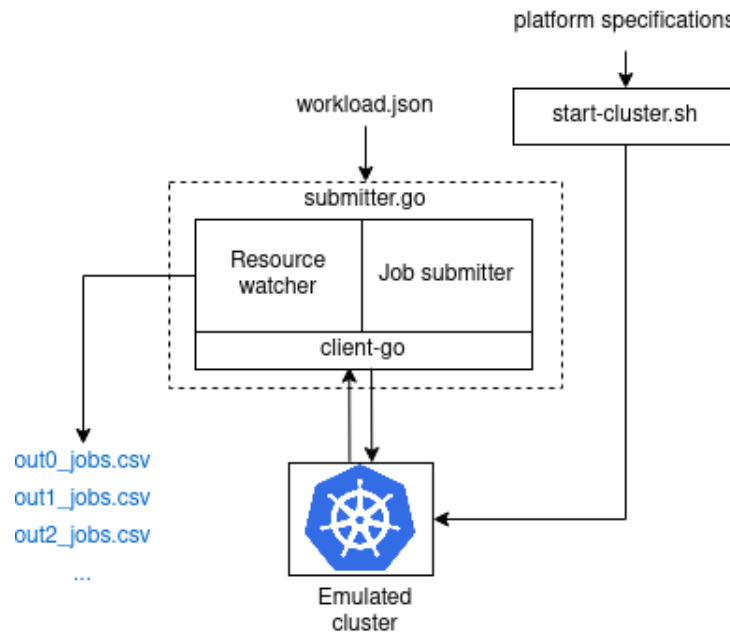 platform specifications
start-cluster.sh
workload.json
submitter.go
Resource
watcher
Job submitter
client-go
out0_jobs.csv
out1_jobs.csv
out2_jobs.csv
...
Emulated
cluster